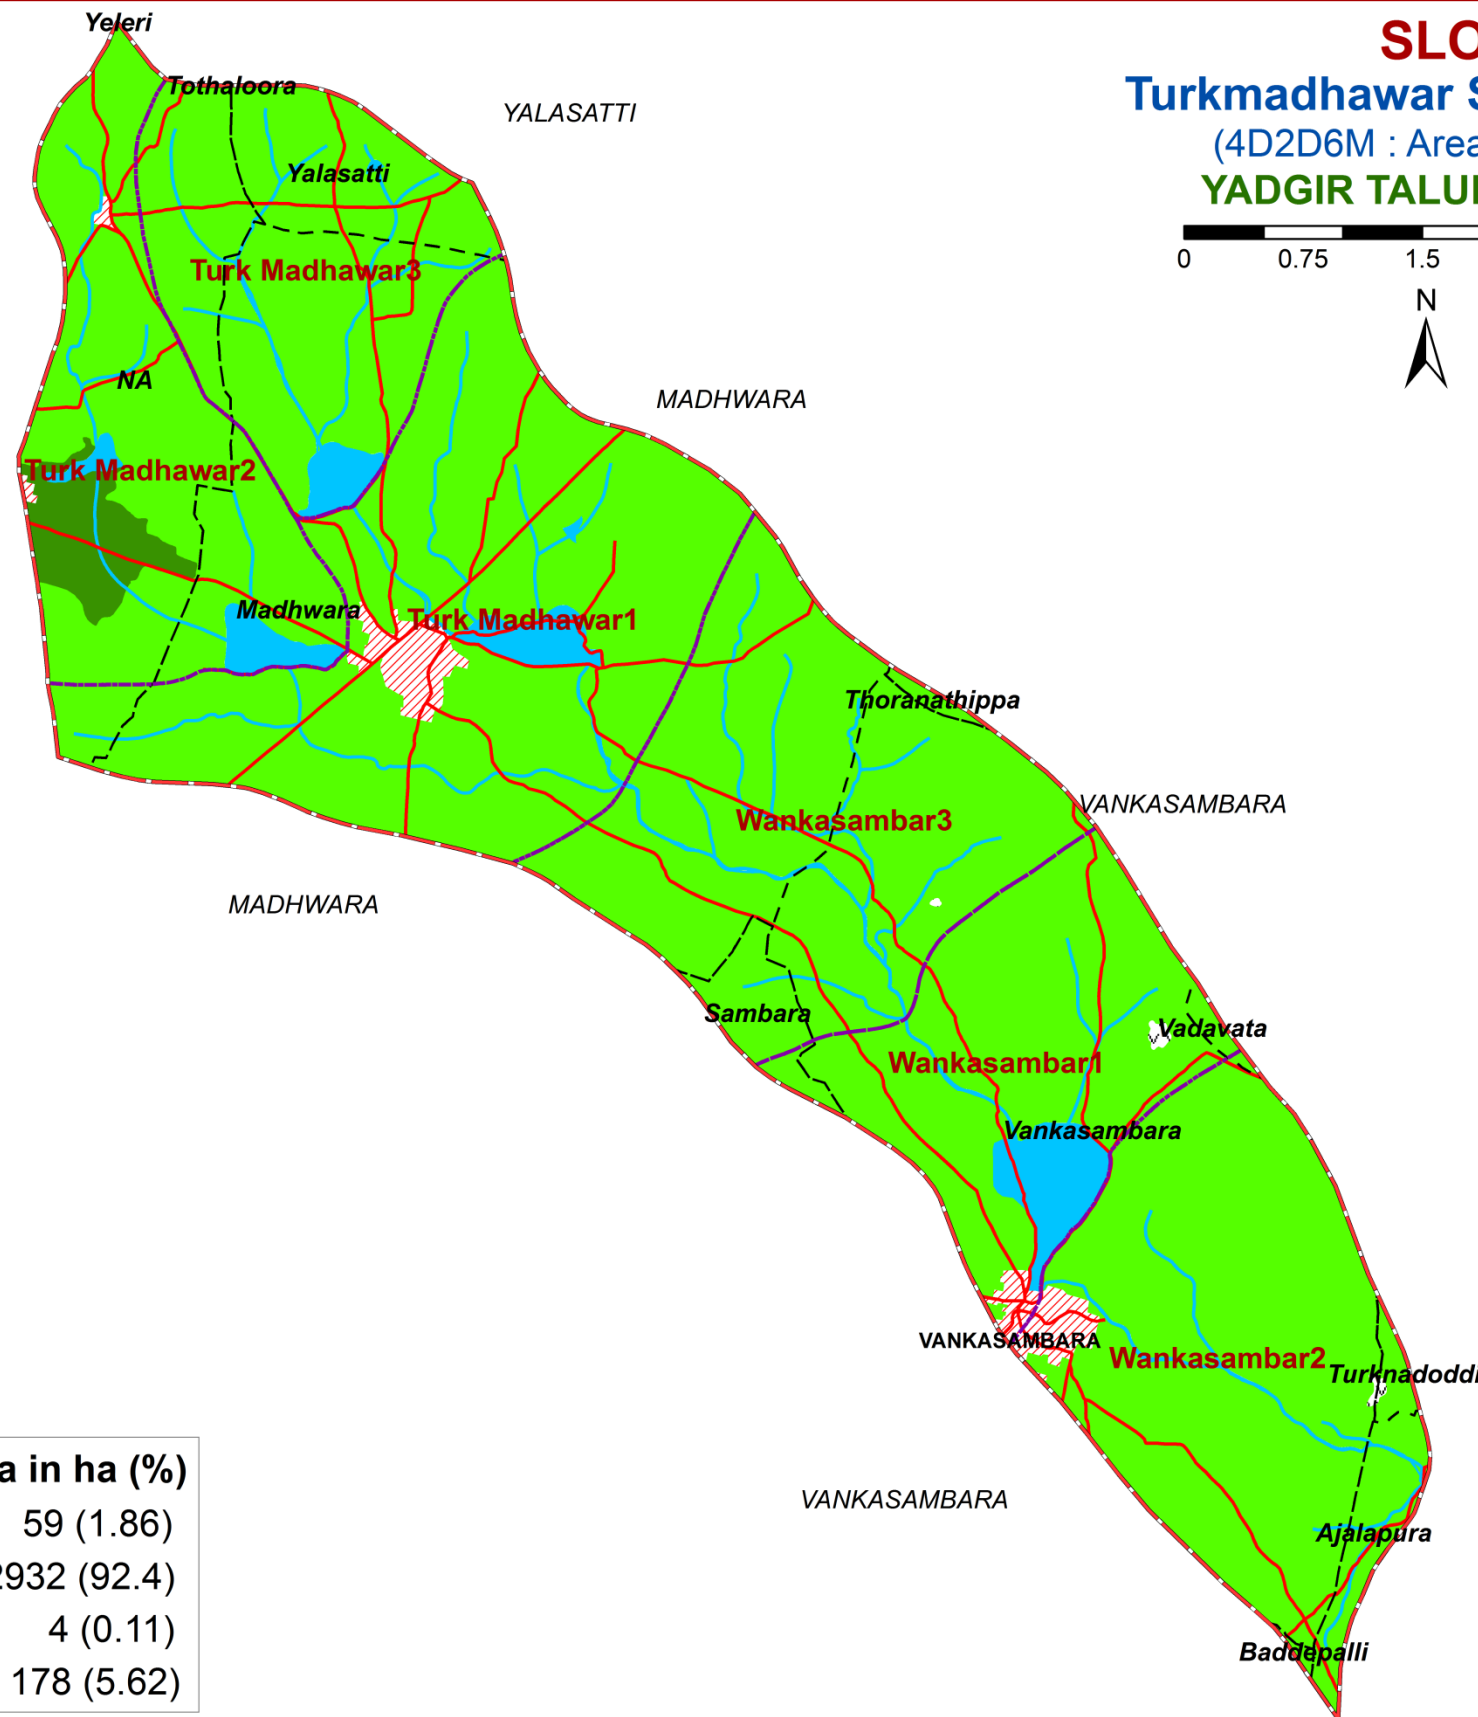 Yeleri
SLO
Tothaloora
Turkmadhawar S
YALASATTI
(4D2D6M : Area
Yalasatti
YADGIR TALU
0 0.75 1.5
Turk Madhawar3
N
NA
MADHWARA
Turk Madhawar2
Madhwara
Turk Madhawar1
Thoranathippa
VANKASAMBARA
Wankasambar3
MADHWARA
Sambara
Vadavata
Wankasambar1
Vankasambara
VANKASAMBARA
Wankasambar2
Turknadoddi
a in ha (%)
VANKASAMBARA
59 (1.86)
Ajalapura
2932 (92.4)
4 (0.11)
Baddepalli
178 (5.62)